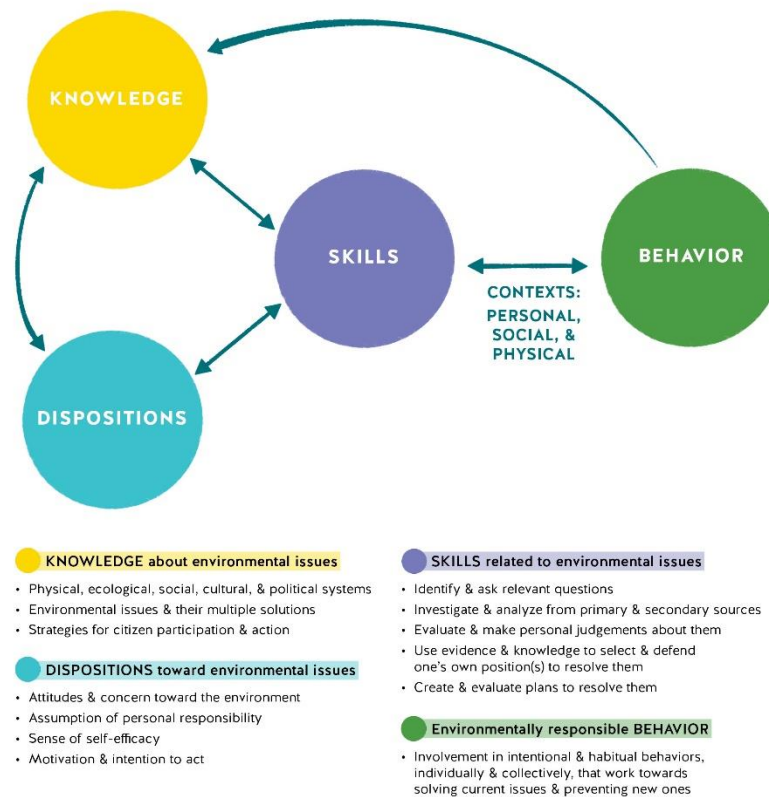 KNOWLEDGE
SKILLS
BEHAVIOR
CONTEXTS:
PERSONAL,
SOCIAL, &
PHYSICAL
DISPOSITIONS
KNOWLEDGE about environmental issues
• Physical, ecological, social, cultural, & political systems
• Environmental issues & their multiple solutions
• Strategies for citizen participation & action
DISPOSITIONS toward environmental issues
• Attitudes & concern toward the environment
• Assumption of personal responsibility
• Sense of self-efficacy
• Motivation & intention to act
SKILLS related to environmental issues
• Identify & ask relevant questions
• Investigate & analyze from primary & secondary sources
• Evaluate & make personal judgements about them
• Use evidence & knowledge to select & defend
one's own position(s) to resolve them
• Create & evaluate plans to resolve them
Environmentally responsible BEHAVIOR
• Involvement in intentional & habitual behaviors,
individually & collectively, that work towards
solving current issues & preventing new ones